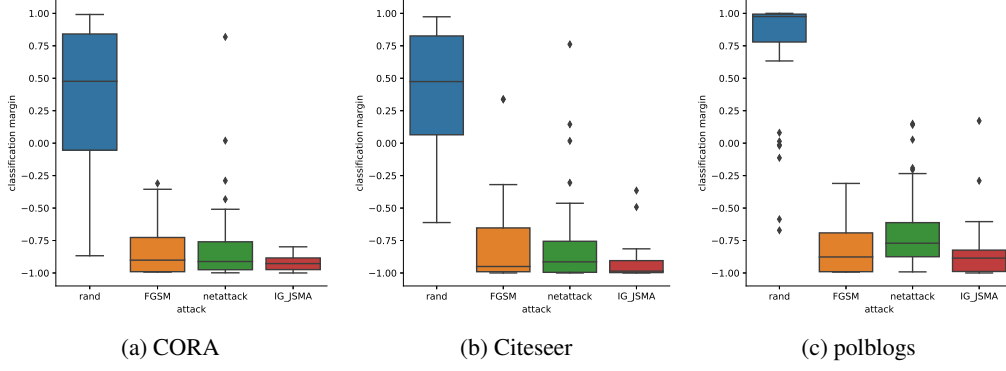 1.00
0.75
0.50
0.25
0.00
−0.25
−0.50
−0.75
−1.00
classification margin
rand FGSM netattack IG_JSMA
attack
(a) CORA
1.00
0.75
0.50
0.25
0.00
−0.25
−0.50
−0.75
−1.00
classification margin
rand FGSM netattack IG_JSMA
attack
(b) Citeseer
1.00
0.75
0.50
0.25
0.00
−0.25
−0.50
−0.75
−1.00
classification margin
rand FGSM netattack IG_JSMA
attack
(c) polblogs